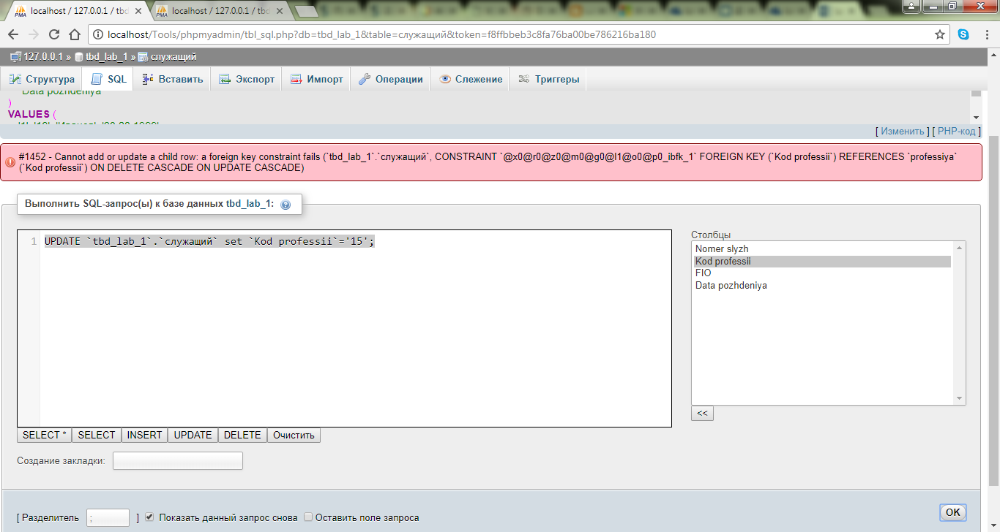 localhost / 127.0.0.1 / tbd
localhost / 127.0.0.1 / tbd
localhost/Tools/phpmyadmin/tbl_sql.php?db=tbd_lab_1&table=служащий&token=f8ffbbeb3c8fa76ba00be786216ba180
127.0.0.1 » tbd_lab_1 » служащий
Структура SQL Вставить Экспорт Импорт Операции Слежение Триггеры
`Data pozhdeniya`
)
VALUES (
[ Изменить ] [ PHP-код ]
#1452 - Cannot add or update a child row: a foreign key constraint fails (`tbd_lab_1`.`служащий`, CONSTRAINT `@x0@r0@z0@m0@g0@l1@o0@p0_ibfk_1` FOREIGN KEY (`Kod professii`) REFERENCES `professiya`
(`Kod professii`) ON DELETE CASCADE ON UPDATE CASCADE)
Выполнить SQL-запрос(ы) к базе данных tbd_lab_1:
1 UPDATE `tbd_lab_1`.`служащий` set `Kod professii`='15';
Столбцы
Nomer slyzh
Kod professii
FIO
Data pozhdeniya
<<
SELECT * SELECT INSERT UPDATE DELETE Очистить
Создание закладки:
[ Разделитель ; ] Показать данный запрос снова Оставить поле запроса
OK